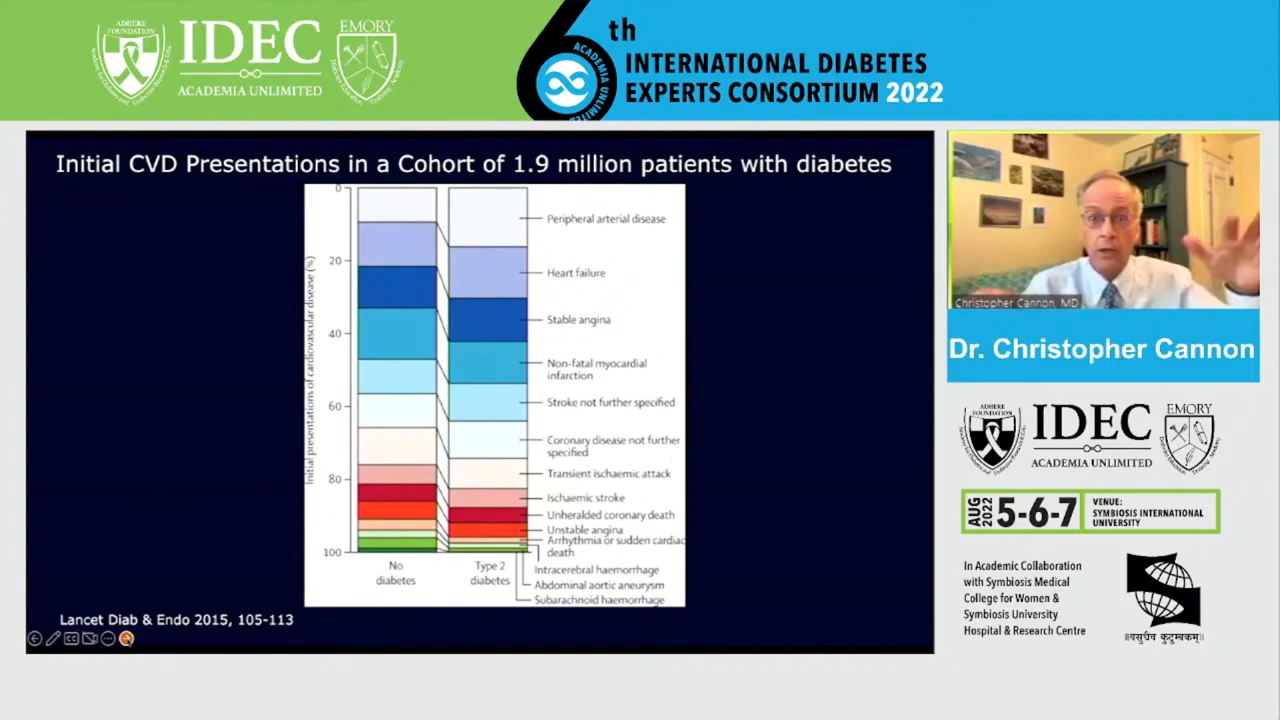 ADHERE
FOUNDATION
IDEC
ACADEMIA UNLIMITED
EMORY
6th
ACADEMIA UNLIMITED
INTERNATIONAL DIABETES
EXPERTS CONSORTIUM 2022
Initial CVD Presentations in a Cohort of 1.9 million patients with diabetes
Initial presentations of cardiovascular disease (%)
0
20
40
60
80
100
Peripheral arterial disease
Heart failure
Stable angina
Non-fatal myocardial
infarction
Stroke not further specified
Coronary disease not further
specified
Transient ischaemic attack
Ischaemic stroke
Unheralded coronary death
Unstable angina
Arrhythmia or sudden cardiac
death
Intracerebral haemorrhage
Abdominal aortic aneurysm
Subarachnoid haemorrhage
No
diabetes
Type 2
diabetes
Lancet Diab & Endo 2015, 105-113
Christopher Cannon, MD
Dr. Christopher Cannon
ADHERE
FOUNDATION
IDEC
ACADEMIA UNLIMITED
EMORY
AUG
2022
5-6-7
VENUE:
SYMBIOSIS INTERNATIONAL
UNIVERSITY
In Academic Collaboration
with Symbiosis Medical
College for Women &
Symbiosis University
Hospital & Research Centre
॥वसुधैव कुटुम्बकम्॥